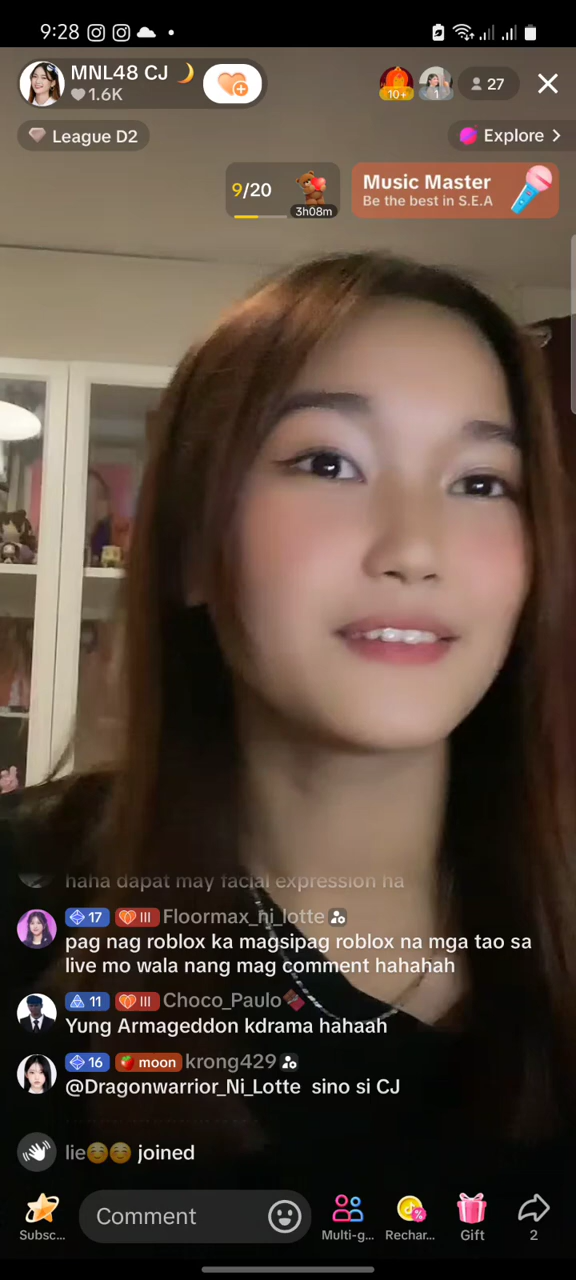 9:28
MNL48 CJ 🌙
1.6K
10+
1
27
League D2
Explore
9/20
3h08m
Music Master
Be the best in S.E.A
haha dapat may facial expression ha
17 III Floormax_ni_lotte
pag nag roblox ka magsipag roblox na mga tao sa
live mo wala nang mag comment hahahah
11 III Choco_Paulo🍫
Yung Armageddon kdrama hahaah
16 moon krong429
@Dragonwarrior_Ni_Lotte sino si CJ
lie☺️☺️ joined
Subsc...
Comment
Multi-g...
Rechar...
Gift
2